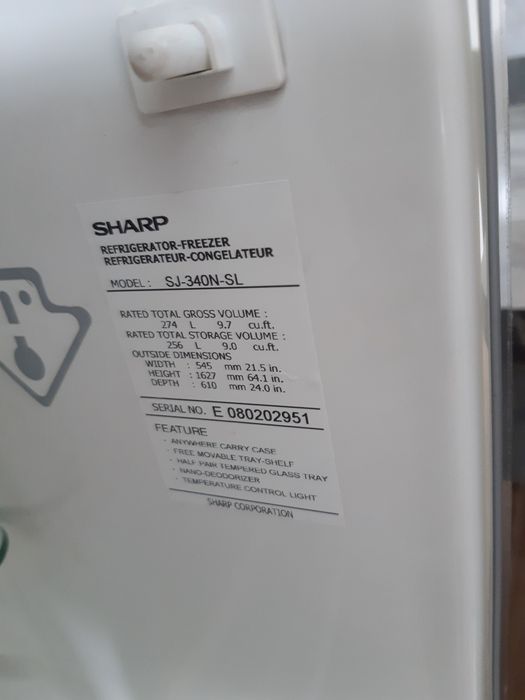 SHARP
REFRIGERATOR-FREEZER
REFRIGERATEUR-CONGELATEUR
MODEL : SJ-340N-SL
RATED TOTAL GROSS VOLUME :
274 L 9.7 cu.ft.
RATED TOTAL STORAGE VOLUME :
256 L 9.0 cu.ft.
OUTSIDE DIMENSIONS
WIDTH : 545 mm 21.5 in.
HEIGHT : 1627 mm 64.1 in.
DEPTH : 610 mm 24.0 in.
SERIAL NO. E 080202951
FEATURE
· ANYWHERE CARRY CASE
· FREE MOVABLE TRAY-SHELF
· HALF PAIR TEMPERED GLASS TRAY
· NANO-DEODORIZER
· TEMPERATURE CONTROL LIGHT
SHARP CORPORATION